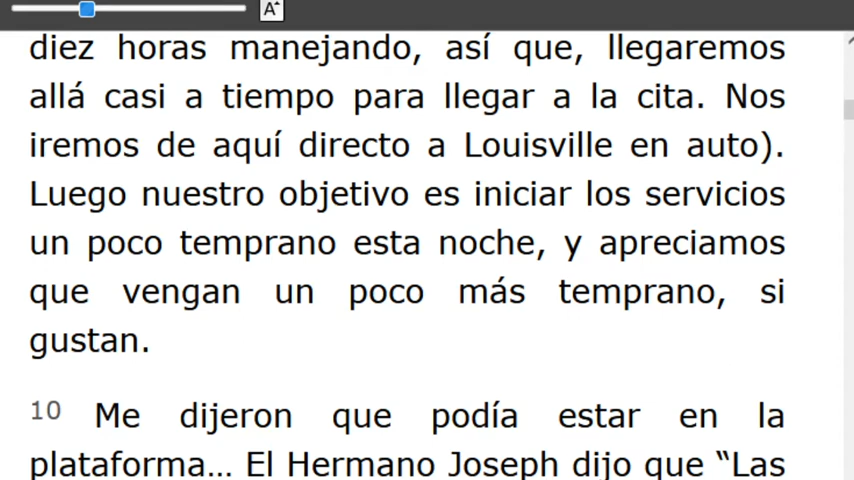 A
diez horas manejando, así que, llegaremos
allá casi a tiempo para llegar a la cita. Nos
iremos de aquí directo a Louisville en auto).
Luego nuestro objetivo es iniciar los servicios
un poco temprano esta noche, y apreciamos
que vengan un poco más temprano, si
gustan.
10 Me dijeron que podía estar en la
plataforma… El Hermano Joseph dijo que “Las